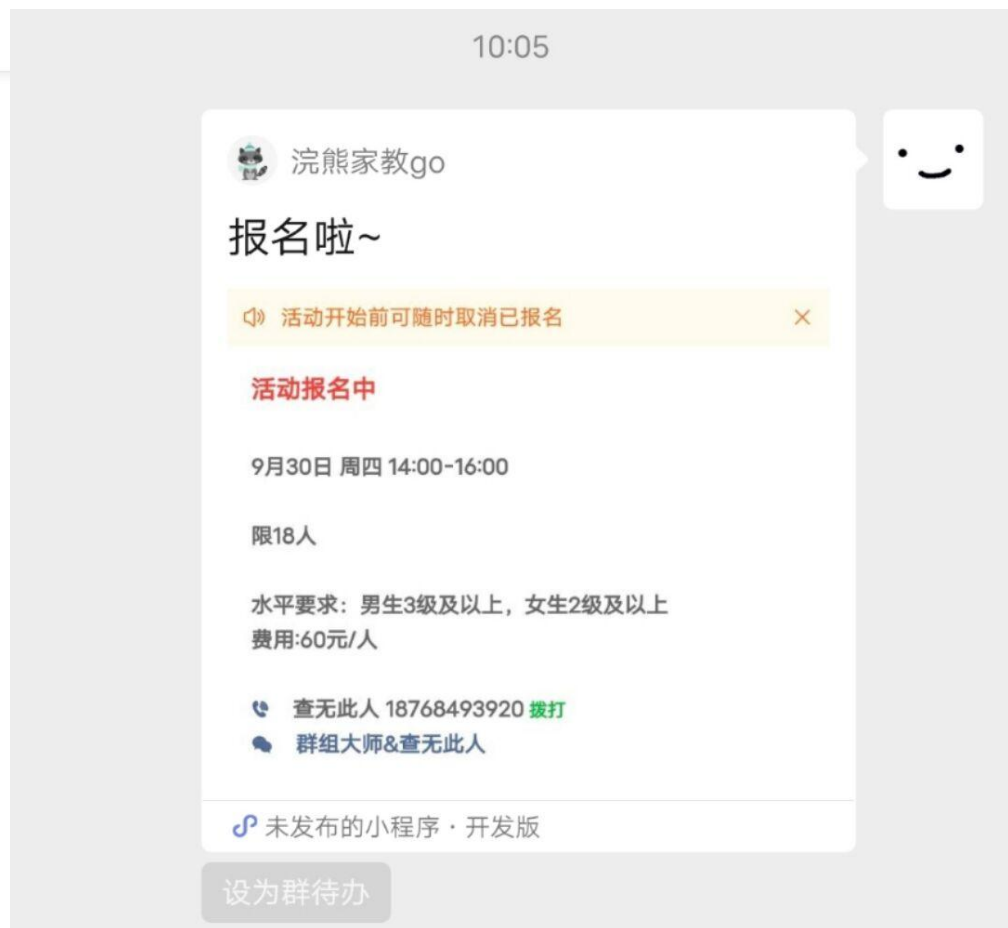 10:05
浣熊家教go
报名啦~
活动开始前可随时取消已报名
活动报名中
9月30日 周四 14:00-16:00
限18人
水平要求：男生3级及以上，女生2级及以上
费用:60元/人
查无此人 18768493920 拨打
群组大师&查无此人
未发布的小程序 · 开发版
设为群待办